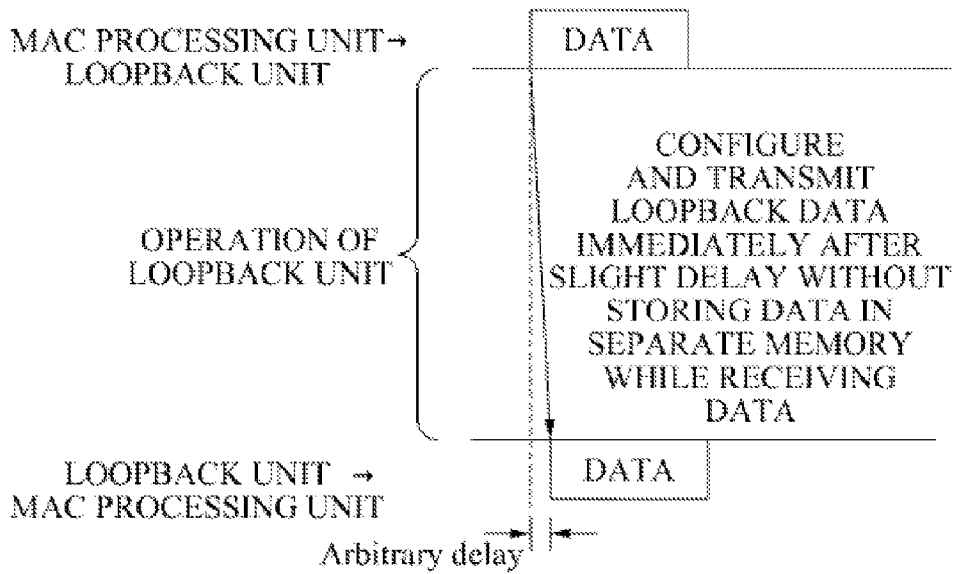 MAC PROCESSING UNIT→
LOOPBACK UNIT
DATA
OPERATION OF
LOOPBACK UNIT
CONFIGURE
AND TRANSMIT
LOOPBACK DATA
IMMEDIATELY AFTER
SLIGHT DELAY WITHOUT
STORING DATA IN
SEPARATE MEMORY
WHILE RECEIVING
DATA
LOOPBACK UNIT →
MAC PROCESSING UNIT
DATA
Arbitrary delay